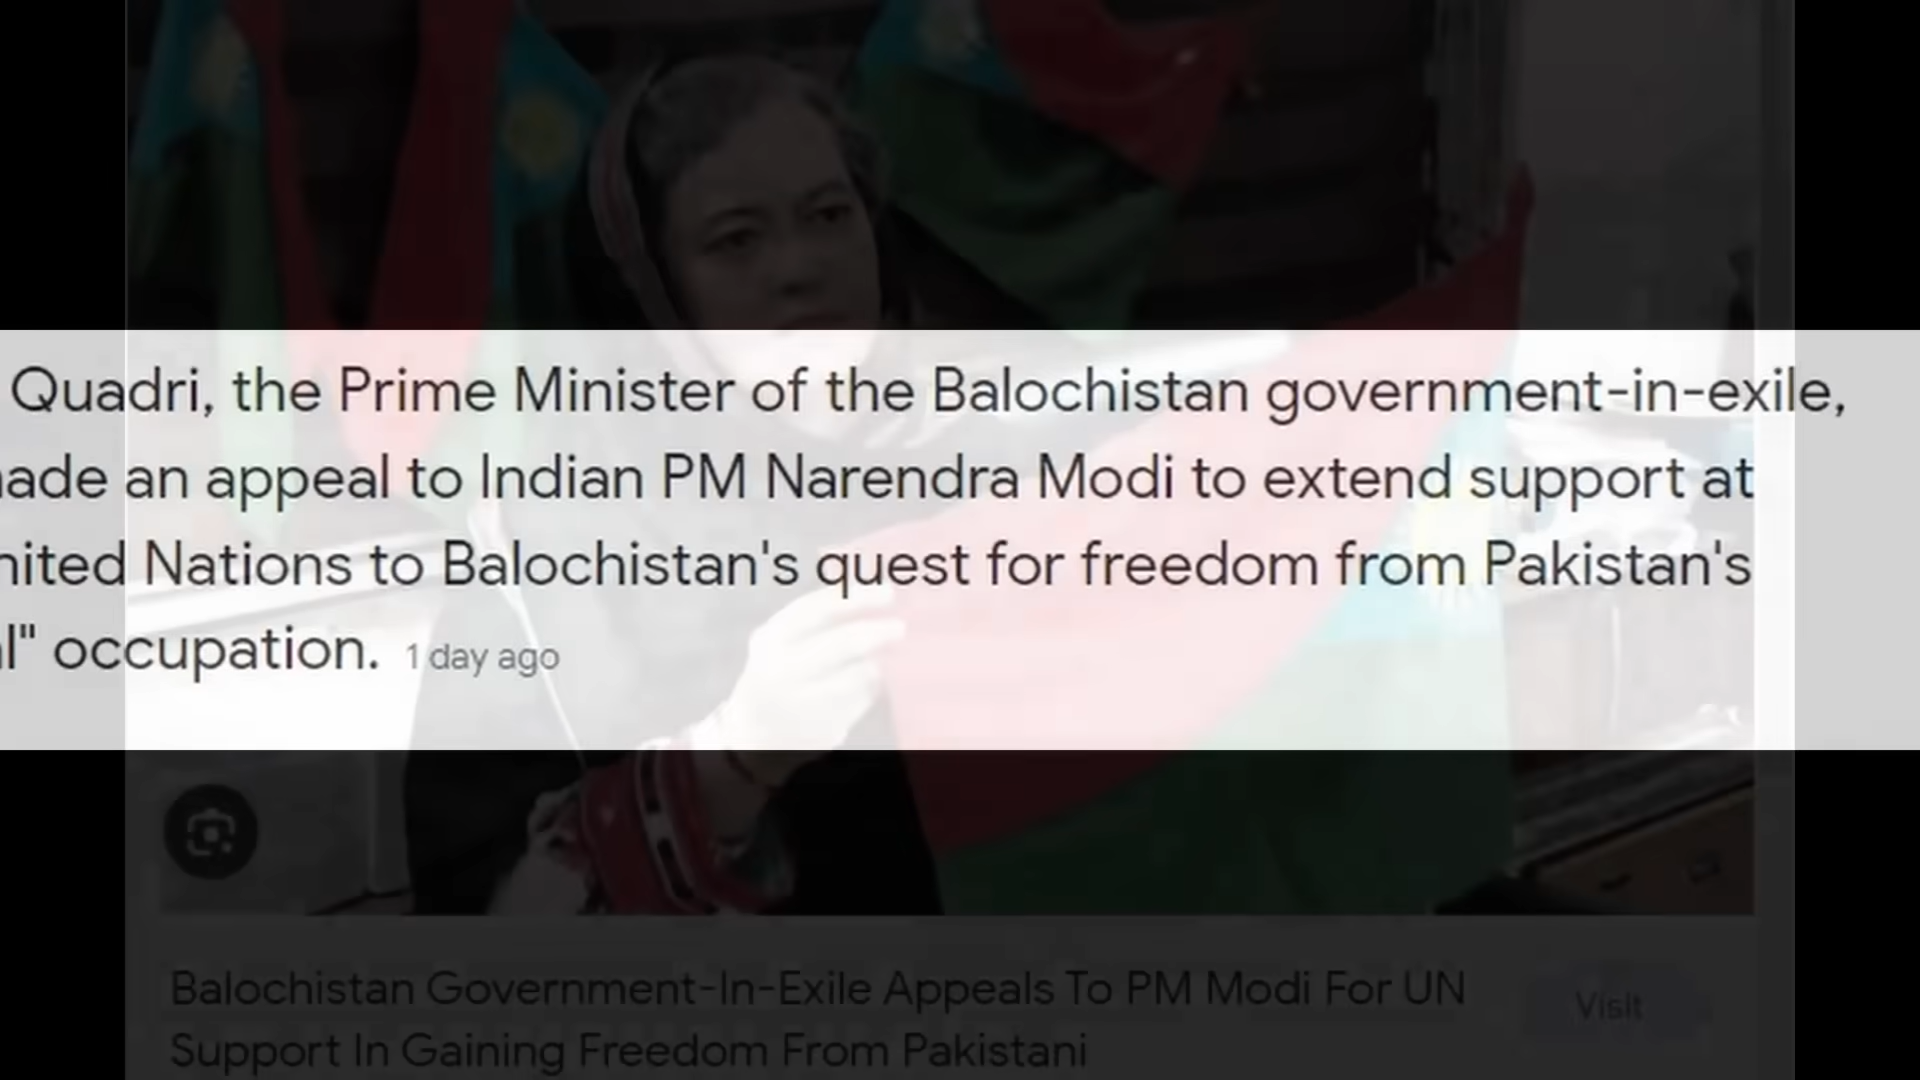 Quadri, the Prime Minister of the Balochistan government-in-exile,
an appeal to Indian PM Narendra Modi to extend support at
Nations to Balochistan's quest for freedom from Pakistan's
occupation. 1 day ago
Balochistan Government-In-Exile Appeals To PM Modi For UN
Visit
Support In Gaining Freedom From Pakistani